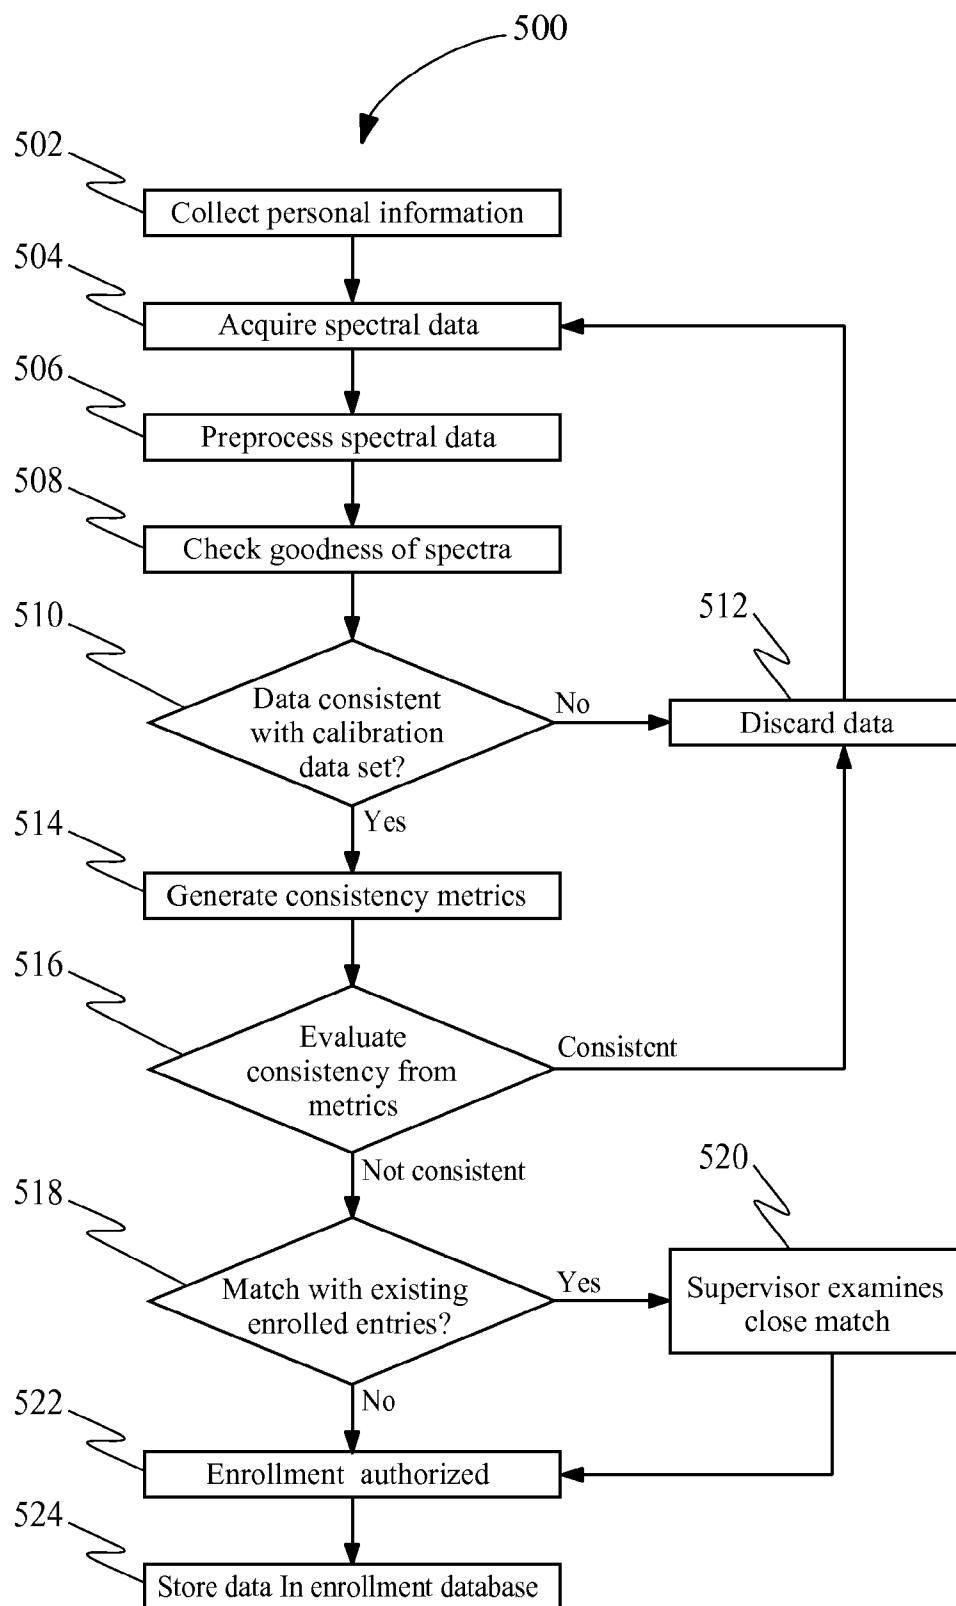 500
502
Collect personal information
504
Acquire spectral data
506
Preprocess spectral data
508
Check goodness of spectra
510
Data consistent
with calibration
data set?
No
512
Discard data
Yes
514
Generate consistency metrics
516
Evaluate
consistency from
metrics
Consistent
Not consistent
518
Match with existing
enrolled entries?
Yes
520
Supervisor examines
close match
No
522
Enrollment authorized
524
Store data In enrollment database